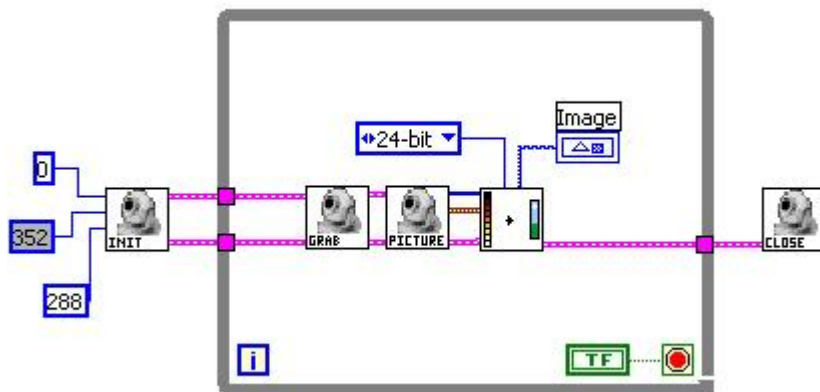 Image
24-bit
0
352
INIT
GRAB
PICTURE
CLOSE
288
i
TF